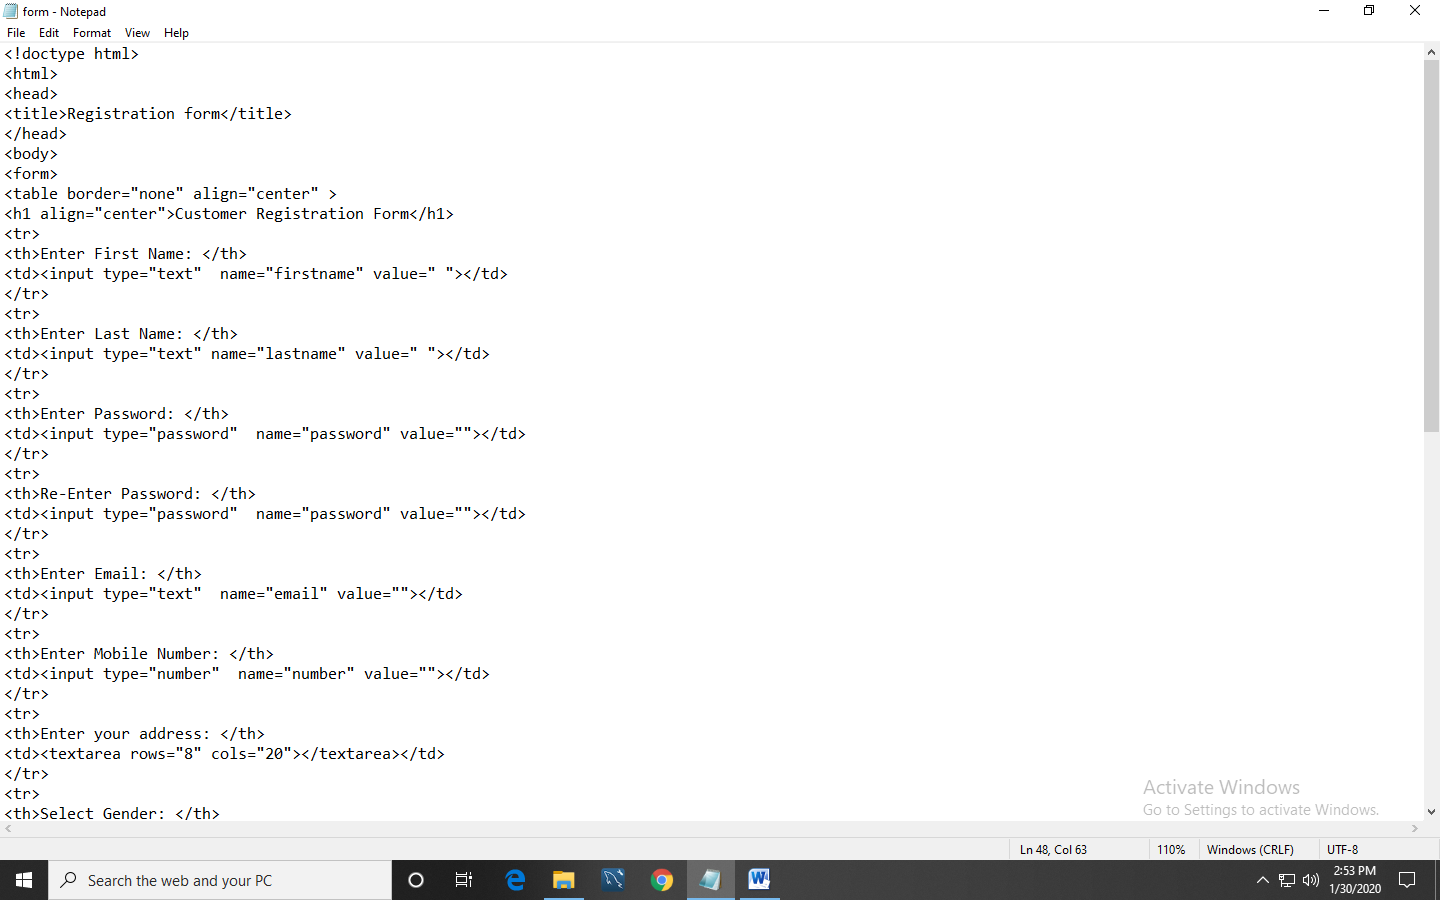 form - Notepad
File Edit Format View Help
<!doctype html>
<html>
<head>
<title>Registration form</title>
</head>
<body>
<form>
<table border="none" align="center" >
<h1 align="center">Customer Registration Form</h1>
<tr>
<th>Enter First Name: </th>
<td><input type="text"  name="firstname" value=" "></td>
</tr>
<tr>
<th>Enter Last Name: </th>
<td><input type="text" name="lastname" value=" "></td>
</tr>
<tr>
<th>Enter Password: </th>
<td><input type="password"  name="password" value=""></td>
</tr>
<tr>
<th>Re-Enter Password: </th>
<td><input type="password"  name="password" value=""></td>
</tr>
<tr>
<th>Enter Email: </th>
<td><input type="text"  name="email" value=""></td>
</tr>
<tr>
<th>Enter Mobile Number: </th>
<td><input type="number"  name="number" value=""></td>
</tr>
<tr>
<th>Enter your address: </th>
<td><textarea rows="8" cols="20"></textarea></td>
</tr>
<tr>
<th>Select Gender: </th>
Activate Windows
Go to Settings to activate Windows.
Ln 48, Col 63 110% Windows (CRLF) UTF-8
Search the web and your PC
2:53 PM
1/30/2020